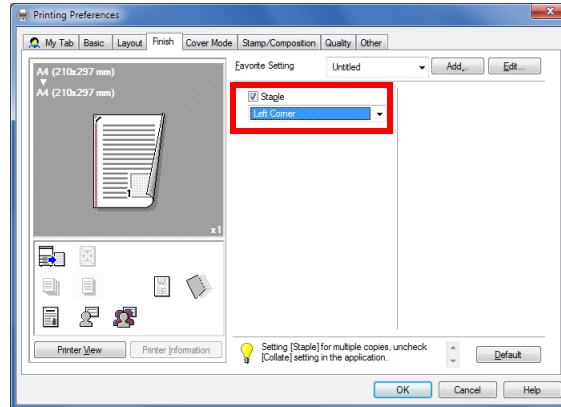 Printing Preferences
My Tab Basic Layout Finish Cover Mode Stamp/Composition Quality Other
A4 (210x297 mm)
A4 (210x297 mm)
1
x1
Favorite Setting Untitled Add... Edit...
Staple
Left Corner
Printer View Printer Information
Setting [Staple] for multiple copies, uncheck
[Collate] setting in the application.
Default
OK Cancel Help